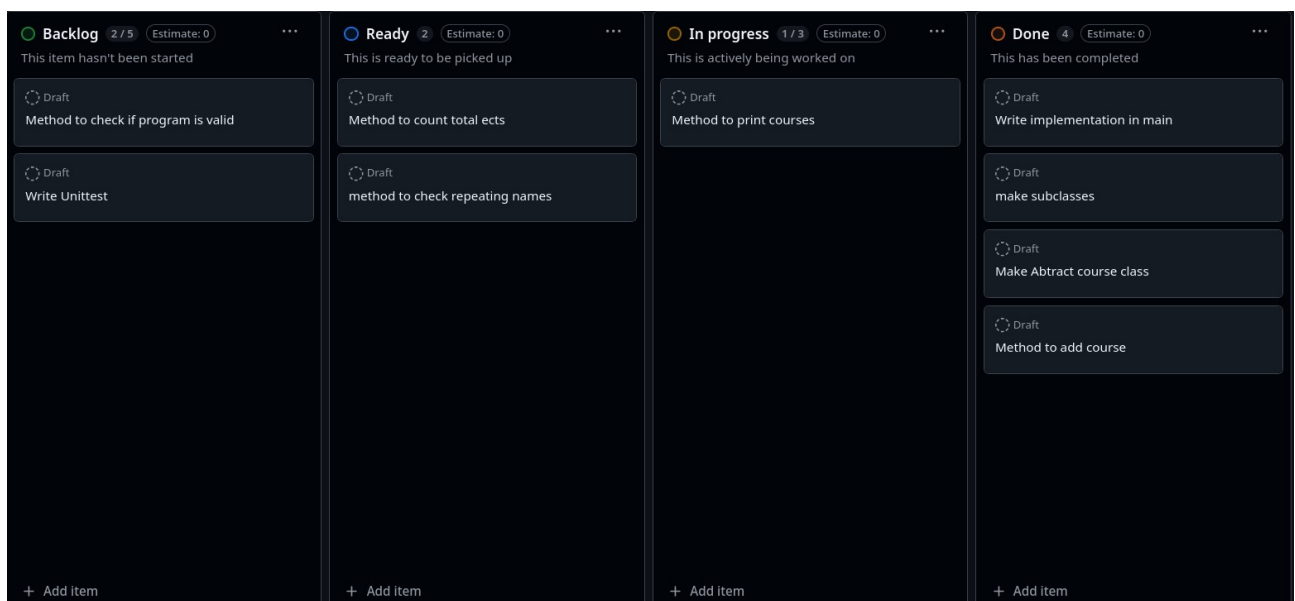 Backlog 2 / 5 Estimate: 0 ...
This item hasn't been started
Draft
Method to check if program is valid
Draft
Write Unittest
+ Add item
Ready 2 Estimate: 0 ...
This is ready to be picked up
Draft
Method to count total ects
Draft
method to check repeating names
+ Add item
In progress 1 / 3 Estimate: 0 ...
This is actively being worked on
Draft
Method to print courses
+ Add item
Done 4 Estimate: 0 ...
This has been completed
Draft
Write implementation in main
Draft
make subclasses
Draft
Make Abtract course class
Draft
Method to add course
+ Add item